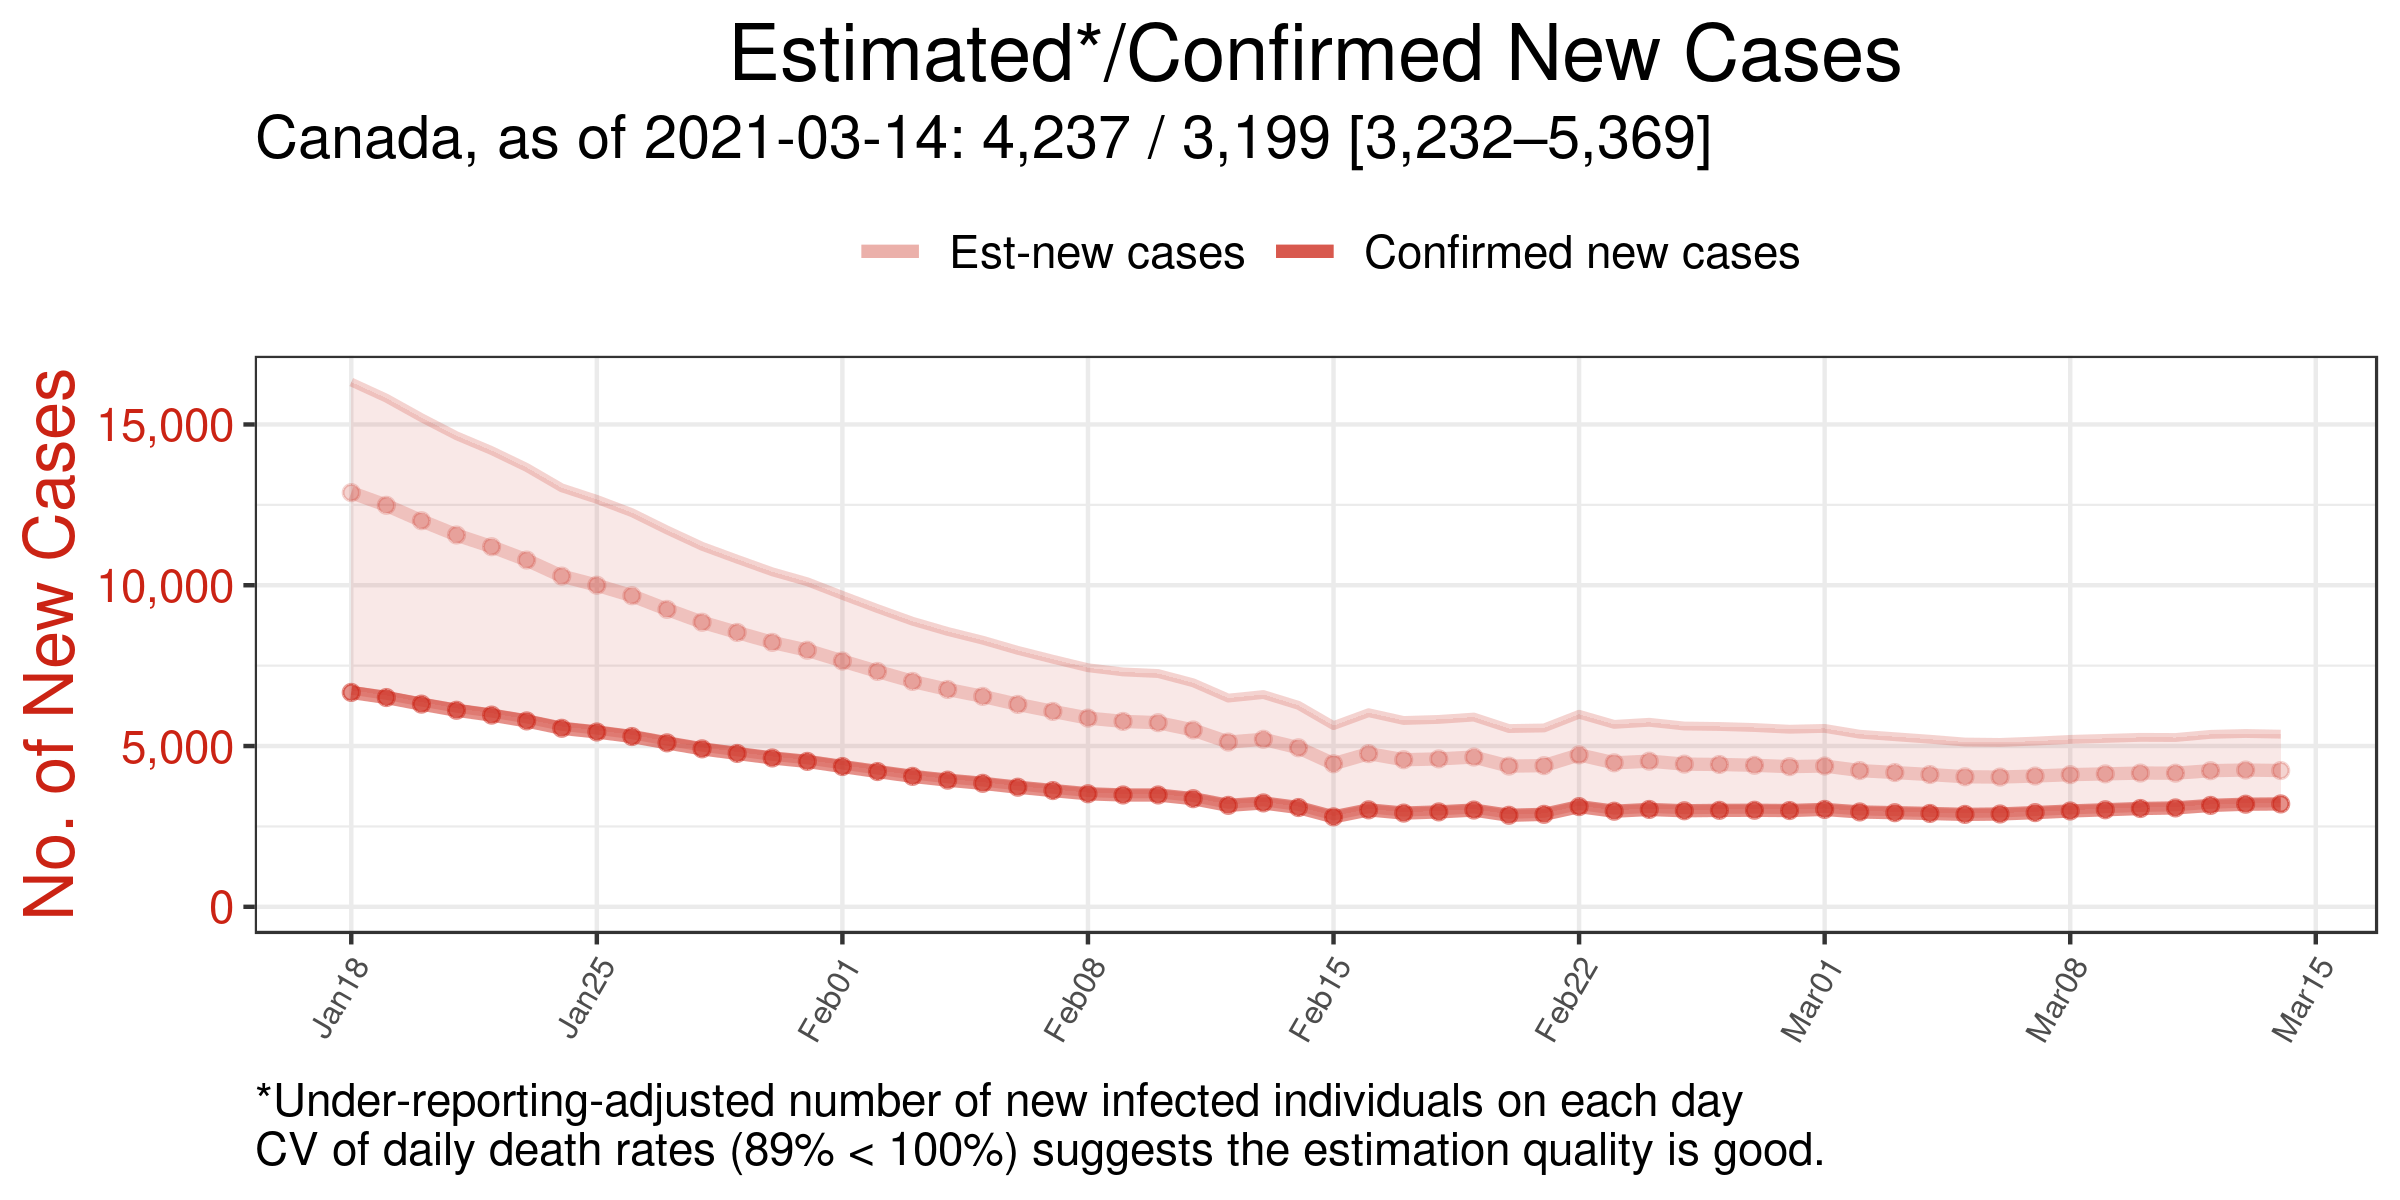 Estimated*/Confirmed New Cases
Canada, as of 2021-03-14: 4,237 / 3,199 [3,232–5,369]
Est-new cases
Confirmed new cases
No. of New Cases
15,000
10,000
5,000
0
Jan18
Jan25
Feb01
Feb08
Feb15
Feb22
Mar01
Mar08
Mar15
*Under-reporting-adjusted number of new infected individuals on each day
CV of daily death rates (89% < 100%) suggests the estimation quality is good.